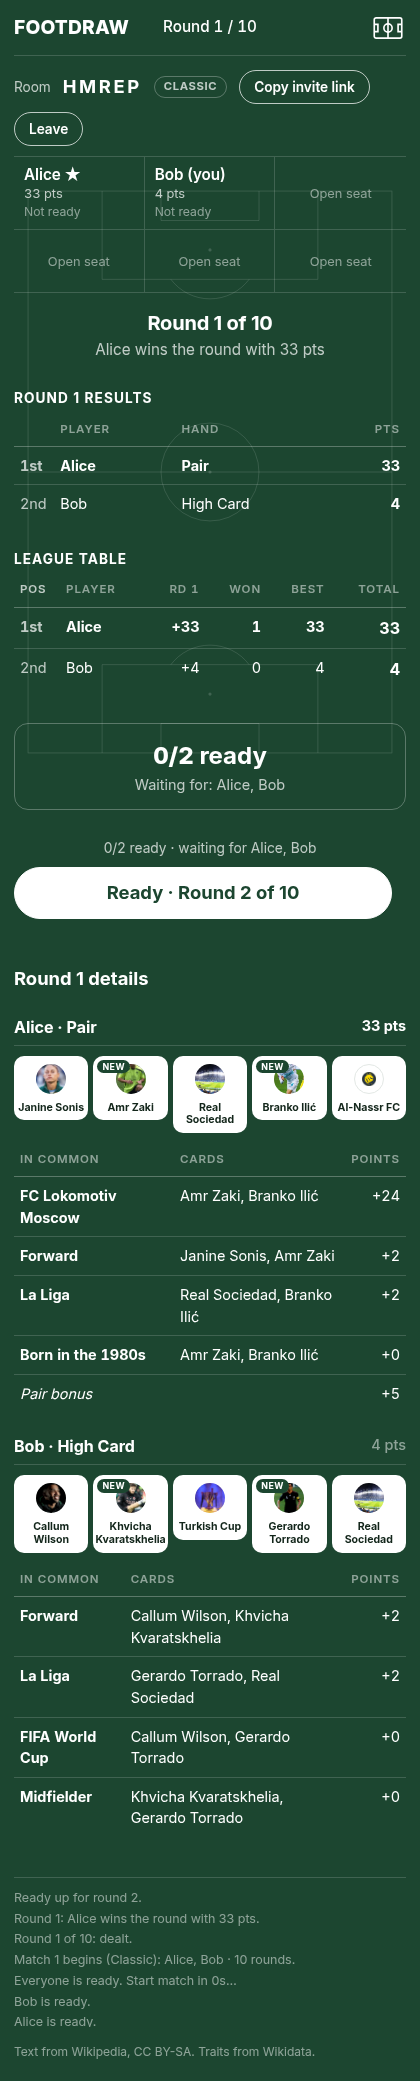 FOOTDRAW Round 1 / 10
Room HMREP CLASSIC Copy invite link
Leave
Alice ★ Bob (you)
33 pts 4 pts Open seat
Not ready Not ready
Open seat Open seat Open seat
Round 1 of 10
Alice wins the round with 33 pts
ROUND 1 RESULTS
PLAYER HAND PTS
1st Alice Pair 33
2nd Bob High Card 4
LEAGUE TABLE
POS PLAYER RD 1 WON BEST TOTAL
1st Alice +33 1 33 33
2nd Bob +4 0 4 4
0/2 ready
Waiting for: Alice, Bob
0/2 ready · waiting for Alice, Bob
Ready · Round 2 of 10
Round 1 details
Alice · Pair 33 pts
NEW NEW
Janine Sonis Amr Zaki Real Sociedad Branko Ilić Al-Nassr FC
IN COMMON CARDS POINTS
FC Lokomotiv Amr Zaki, Branko Ilić +24
Moscow
Forward Janine Sonis, Amr Zaki +2
La Liga Real Sociedad, Branko +2
Ilić
Born in the 1980s Amr Zaki, Branko Ilić +0
Pair bonus +5
Bob · High Card 4 pts
NEW NEW
Callum Wilson Khvicha Kvaratskhelia Turkish Cup Gerardo Torrado Real Sociedad
IN COMMON CARDS POINTS
Forward Callum Wilson, Khvicha +2
Kvaratskhelia
La Liga Gerardo Torrado, Real +2
Sociedad
FIFA World Callum Wilson, Gerardo +0
Cup Torrado
Midfielder Khvicha Kvaratskhelia, +0
Gerardo Torrado
Ready up for round 2.
Round 1: Alice wins the round with 33 pts.
Round 1 of 10: dealt.
Match 1 begins (Classic): Alice, Bob · 10 rounds.
Everyone is ready. Start match in 0s...
Bob is ready.
Alice is ready.
Text from Wikipedia, CC BY-SA. Traits from Wikidata.